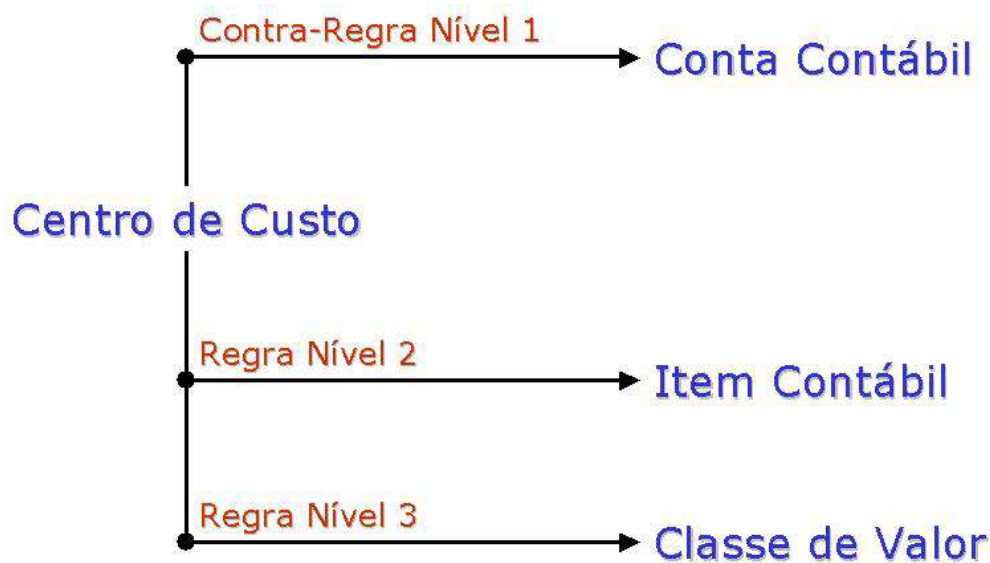 Contra-Regra Nível 1
Conta Contábil
Centro de Custo
Regra Nível 2
Item Contábil
Regra Nível 3
Classe de Valor